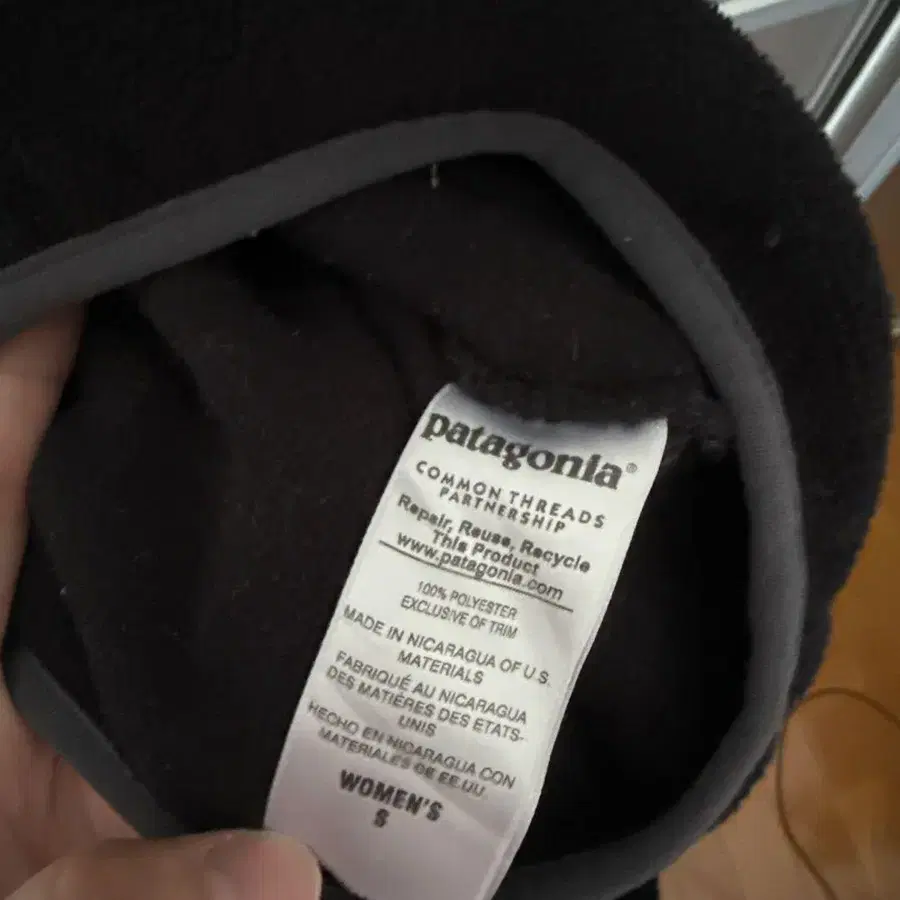 patagonia®
COMMON THREADS
PARTNERSHIP
Repair, Reuse, Recycle
This Product
www.patagonia.com
100% POLYESTER
EXCLUSIVE OF TRIM
MADE IN NICARAGUA OF U.S.
MATERIALS
FABRIQUÉ AU NICARAGUA
DES MATIÈRES DES ETATS-
UNIS
HECHO EN NICARAGUA CON
MATERIALES DE EE.UU.
WOMEN'S
S